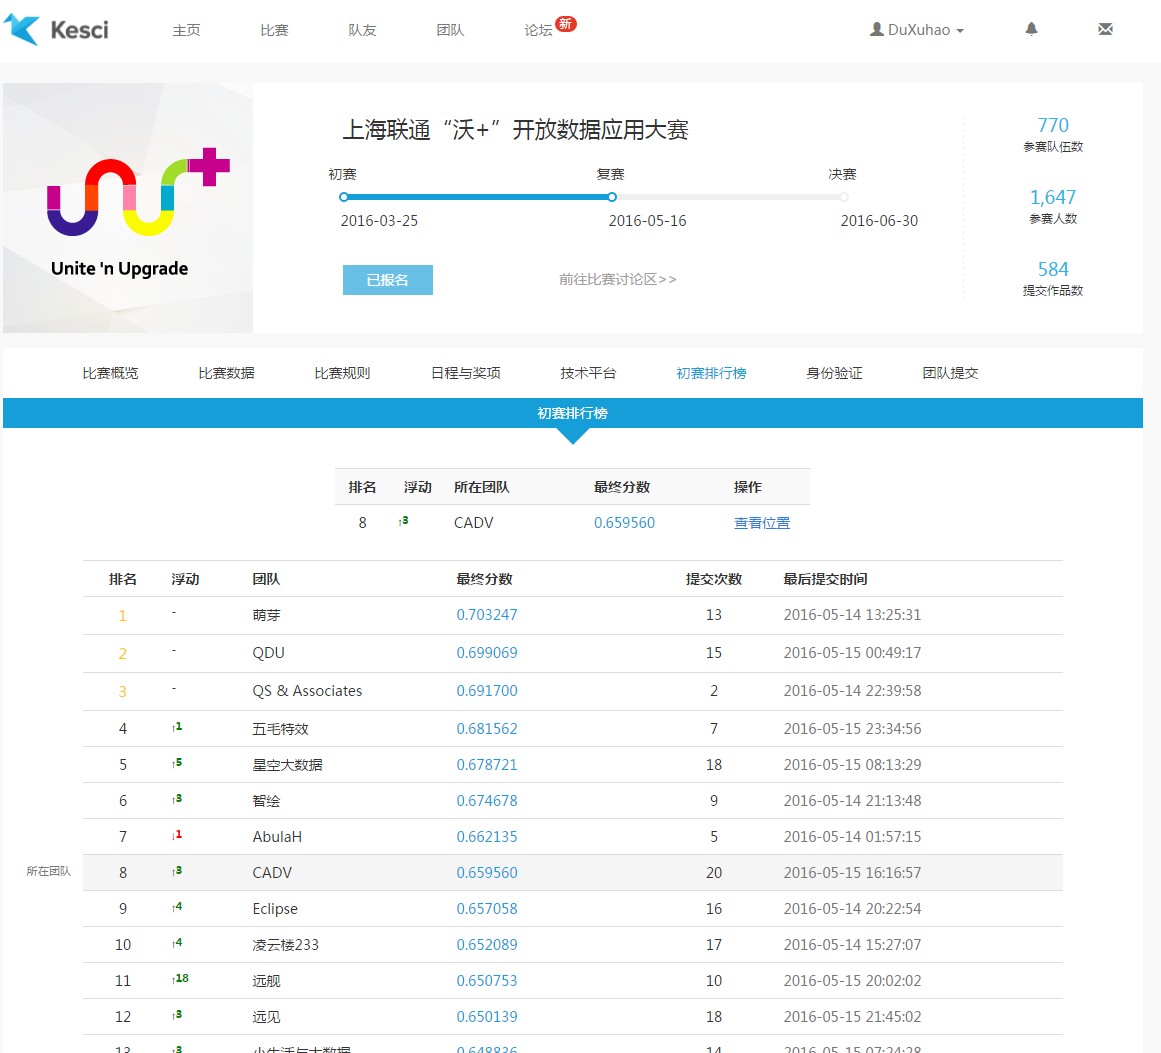 Kesci 主页 比赛 队友 团队 论坛 新 DuXuhao
上海联通“沃+”开放数据应用大赛
初赛 复赛 决赛
2016-03-25 2016-05-16 2016-06-30
已报名 前往比赛讨论区>>
770
参赛队伍数
1,647
参赛人数
584
提交作品数
Unite 'n Upgrade
比赛概览 比赛数据 比赛规则 日程与奖项 技术平台 初赛排行榜 身份验证 团队提交
初赛排行榜
排名 浮动 所在团队 最终分数 操作
8 ↑3 CADV 0.659560 查看位置
排名 浮动 团队 最终分数 提交次数 最后提交时间
1 - 萌芽 0.703247 13 2016-05-14 13:25:31
2 - QDU 0.699069 15 2016-05-15 00:49:17
3 - QS & Associates 0.691700 2 2016-05-14 22:39:58
4 ↑1 五毛特效 0.681562 7 2016-05-15 23:34:56
5 ↑5 星空大数据 0.678721 18 2016-05-15 08:13:29
6 ↑3 智绘 0.674678 9 2016-05-14 21:13:48
7 ↓1 AbulaH 0.662135 5 2016-05-14 01:57:15
所在团队 8 ↑3 CADV 0.659560 20 2016-05-15 16:16:57
9 ↑4 Eclipse 0.657058 16 2016-05-14 20:22:54
10 ↑4 凌云楼233 0.652089 17 2016-05-14 15:27:07
11 ↑18 远舰 0.650753 10 2016-05-15 20:02:02
12 ↑3 远见 0.650139 18 2016-05-15 21:45:02
13 ↑3 小生活与大数据 0.648836 14 2016-05-15 07:24:28